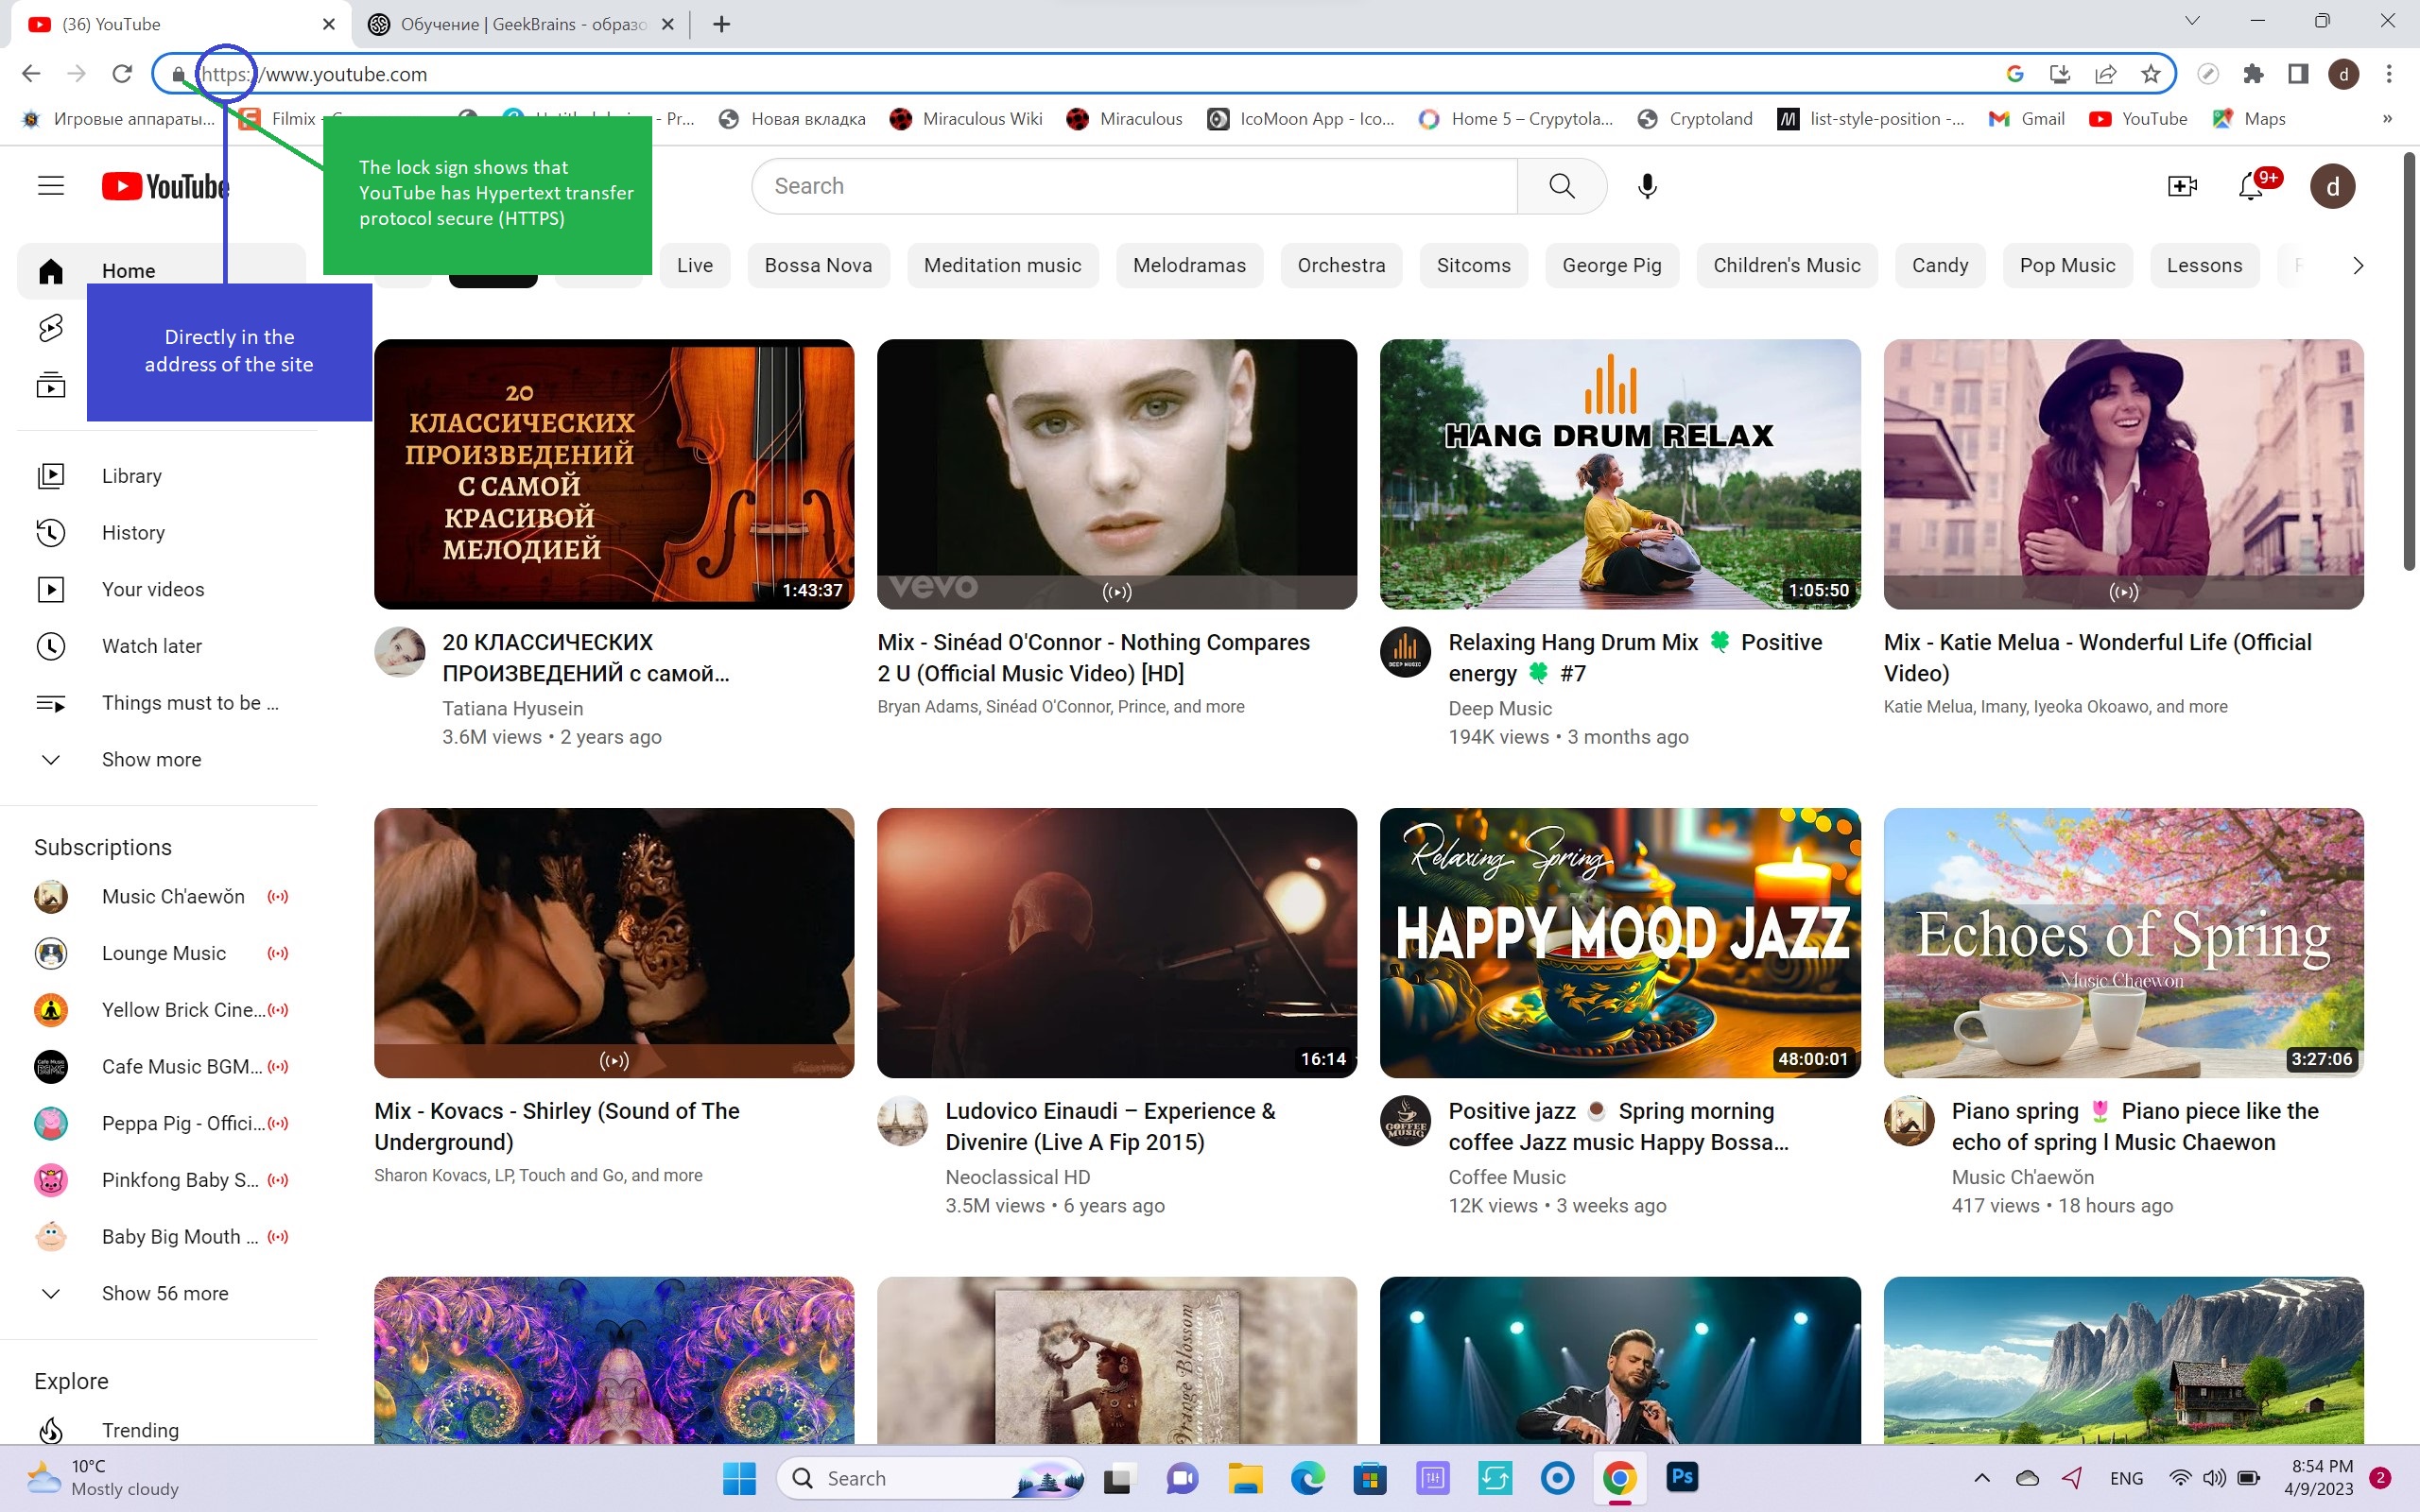 (36) YouTube
Обучение | GeekBrains - образо
https://www.youtube.com
d
Игровые аппараты...
Filmix -
- Pr...
Новая вкладка
Miraculous Wiki
Miraculous
IcoMoon App - Ico...
Home 5 – Crypytola...
Cryptoland
list-style-position -...
Gmail
YouTube
Maps
»
The lock sign shows that
YouTube has Hypertext transfer
protocol secure (HTTPS)
YouTube
Search
9+
d
Home
Live
Bossa Nova
Meditation music
Melodramas
Orchestra
Sitcoms
George Pig
Children's Music
Candy
Pop Music
Lessons
Directly in the
address of the site
Library
History
Your videos
Watch later
Things must to be ...
Show more
20
КЛАССИЧЕСКИХ
ПРОИЗВЕДЕНИЙ
С САМОЙ
КРАСИВОЙ
МЕЛОДИЕЙ
1:43:37
vevo
HANG DRUM RELAX
1:05:50
20 КЛАССИЧЕСКИХ
ПРОИЗВЕДЕНИЙ с самой...
Tatiana Hyusein
3.6M views • 2 years ago
Mix - Sinéad O'Connor - Nothing Compares
2 U (Official Music Video) [HD]
Bryan Adams, Sinéad O'Connor, Prince, and more
DEEP MUSIC
Relaxing Hang Drum Mix 🍀 Positive
energy 🍀 #7
Deep Music
194K views • 3 months ago
Mix - Katie Melua - Wonderful Life (Official
Video)
Katie Melua, Imany, Iyeoka Okoawo, and more
Subscriptions
Music Ch'aewŏn
Lounge Music
Yellow Brick Cine...
Cafe Music BGM...
Peppa Pig - Offici...
Pinkfong Baby S...
Baby Big Mouth ...
Show 56 more
Explore
Trending
16:14
Relaxing Spring
HAPPY MOOD JAZZ
48:00:01
Echoes of Spring
Music Chaewon
3:27:06
Mix - Kovacs - Shirley (Sound of The
Underground)
Sharon Kovacs, LP, Touch and Go, and more
Ludovico Einaudi – Experience &
Divenire (Live A Fip 2015)
Neoclassical HD
3.5M views • 6 years ago
COFFEE
MUSIC
Positive jazz ☕ Spring morning
coffee Jazz music Happy Bossa...
Coffee Music
12K views • 3 weeks ago
Piano spring 🌷 Piano piece like the
echo of spring l Music Chaewon
Music Ch'aewŏn
417 views • 18 hours ago
Orange Blossom
10°C
Mostly cloudy
Search
Ps
ENG
8:54 PM
4/9/2023
2